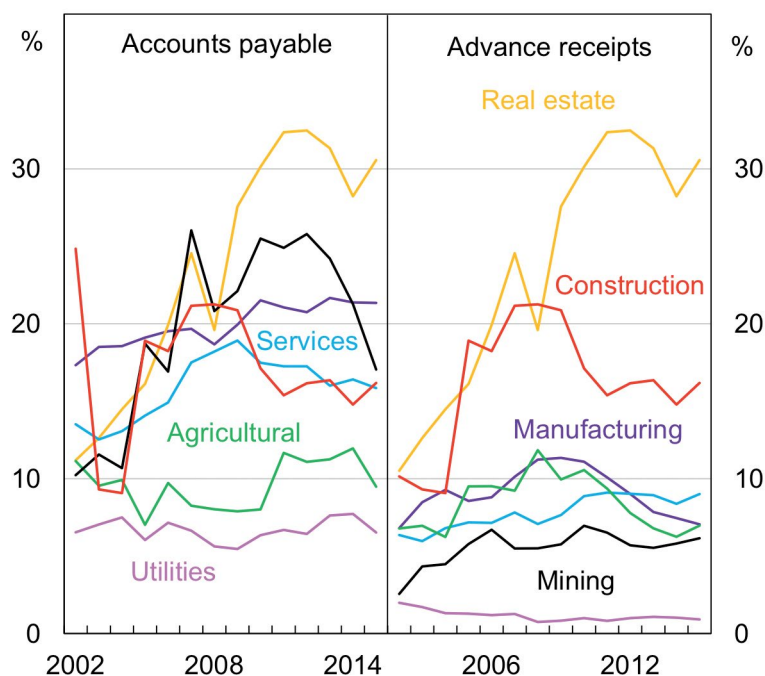 % Accounts payable Advance receipts %
Real estate
30 30
Construction
20 20
Services
Manufacturing
Agricultural
10 10
Utilities
Mining
0 0
2002 2008 2014 2006 2012